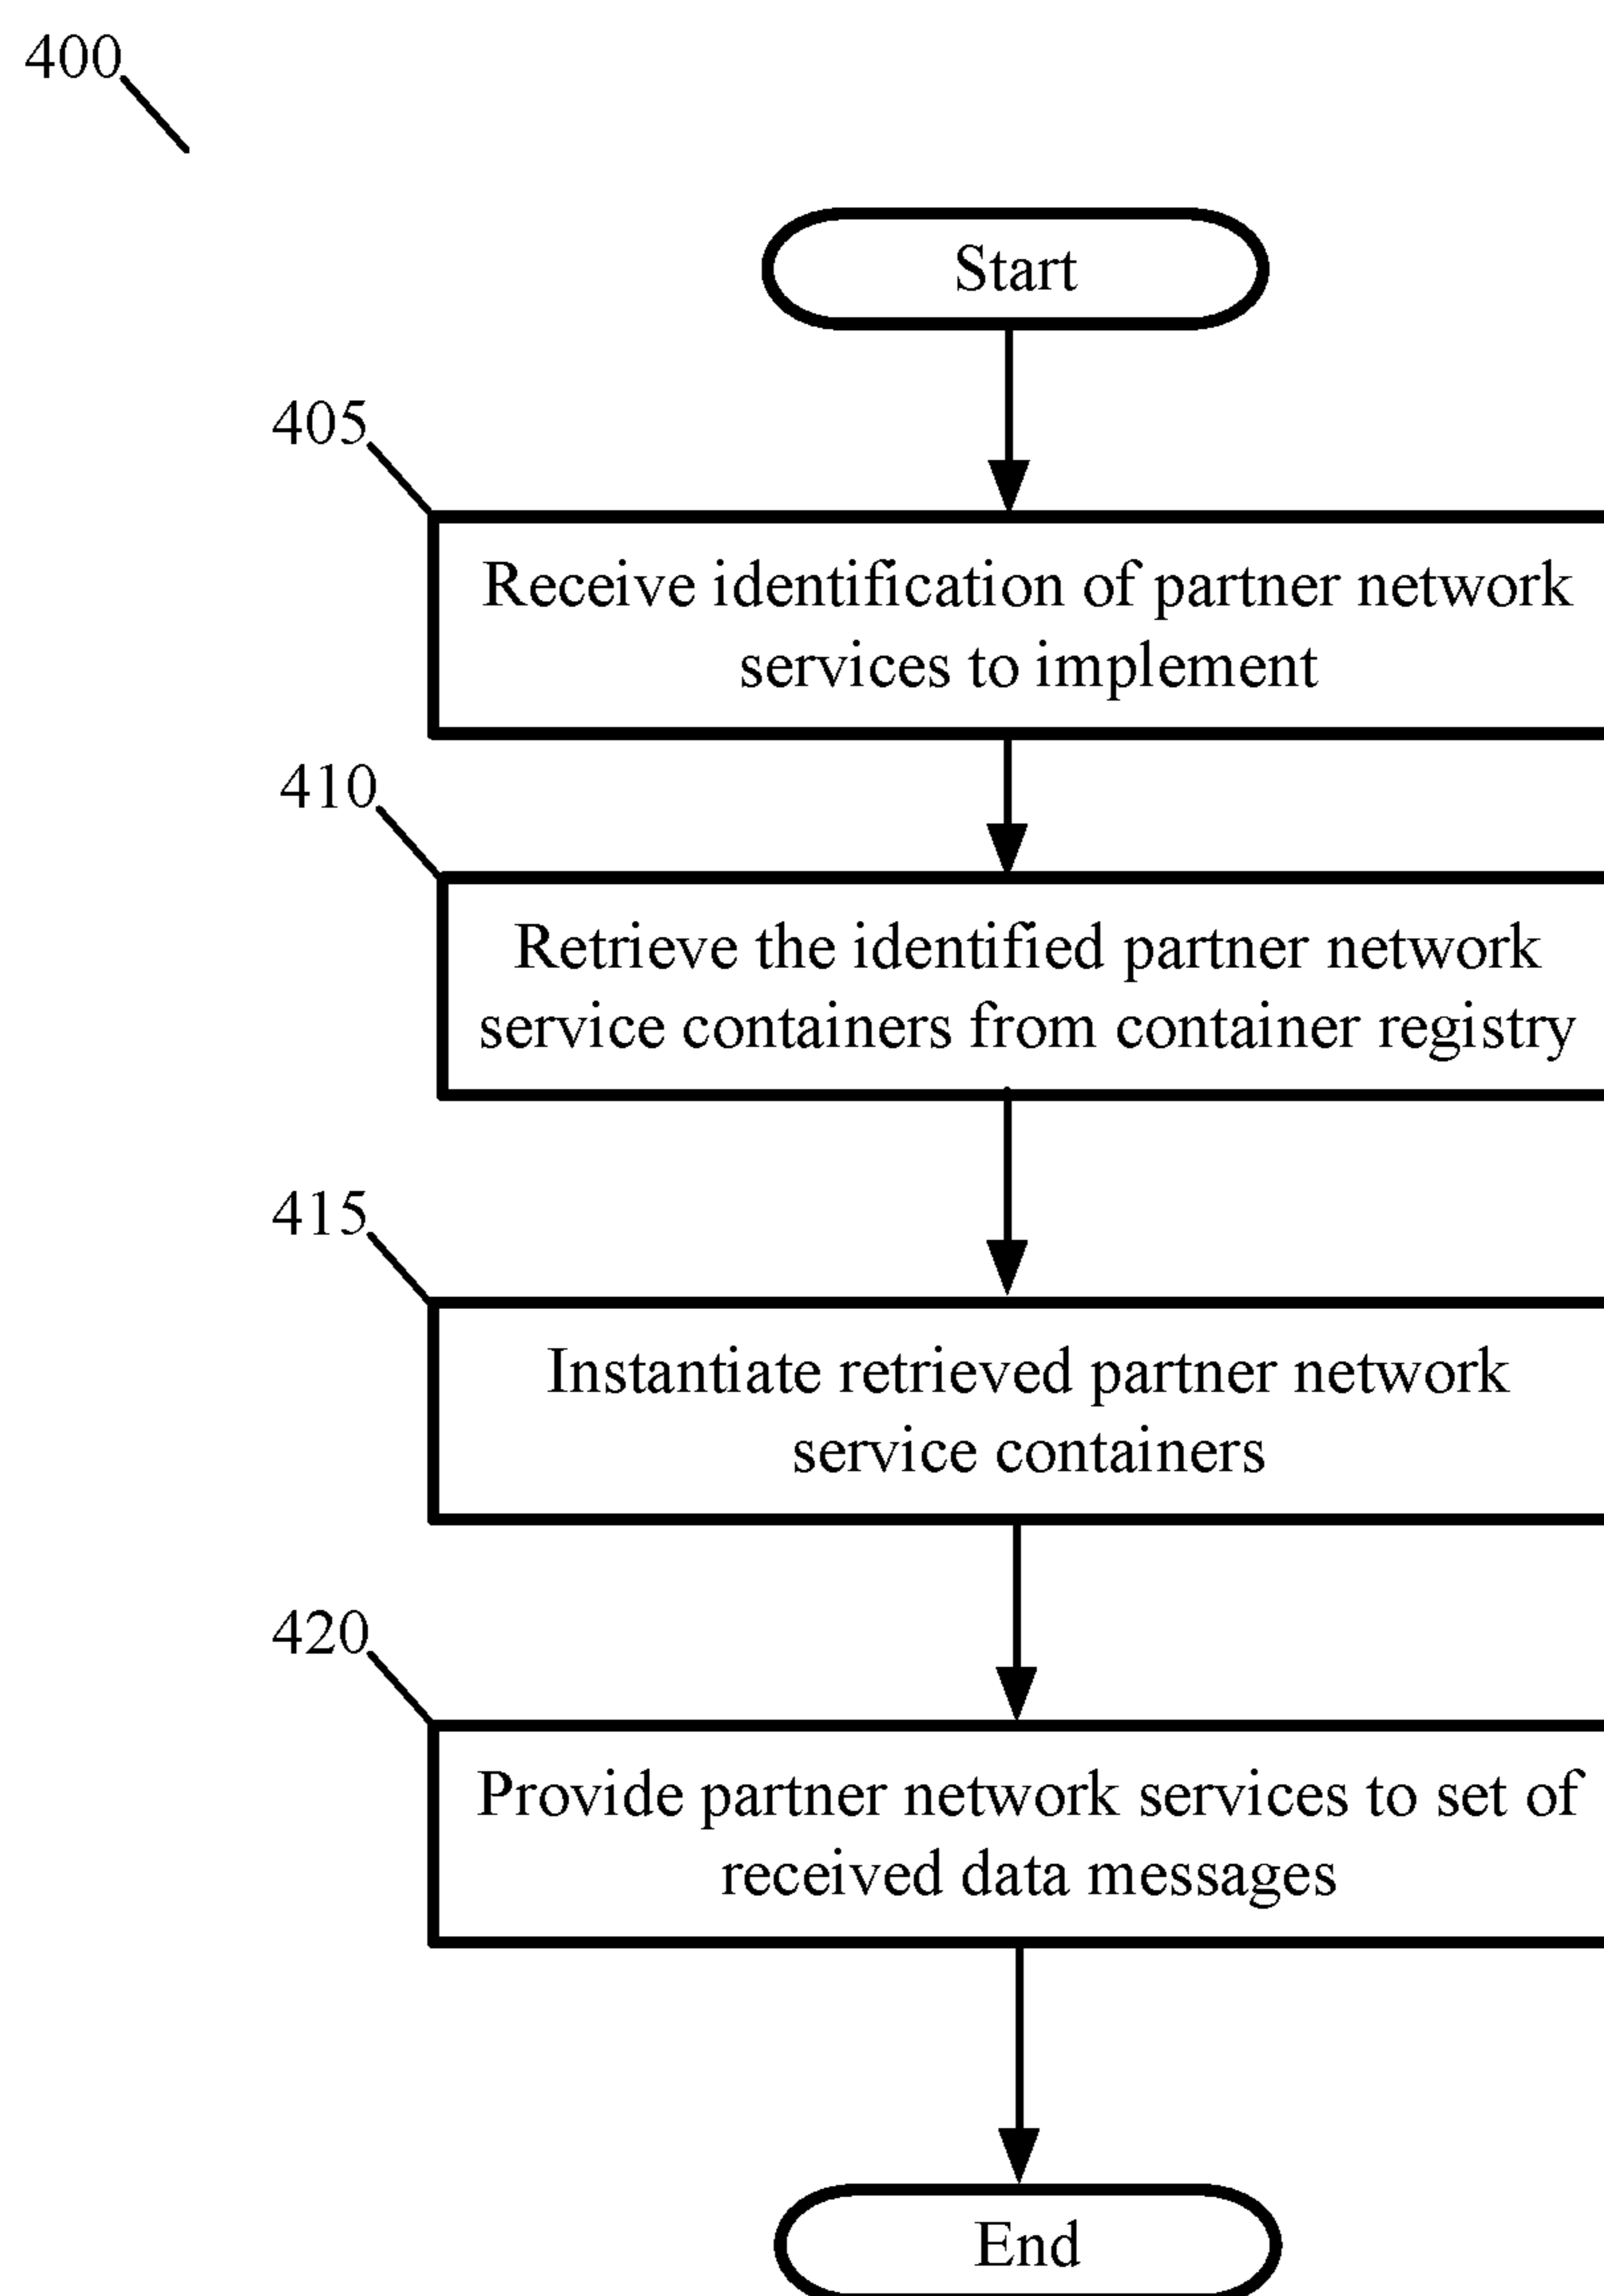 400
Start
405
Receive identification of partner network
services to implement
410
Retrieve the identified partner network
service containers from container registry
415
Instantiate retrieved partner network
service containers
420
Provide partner network services to set of
received data messages
End